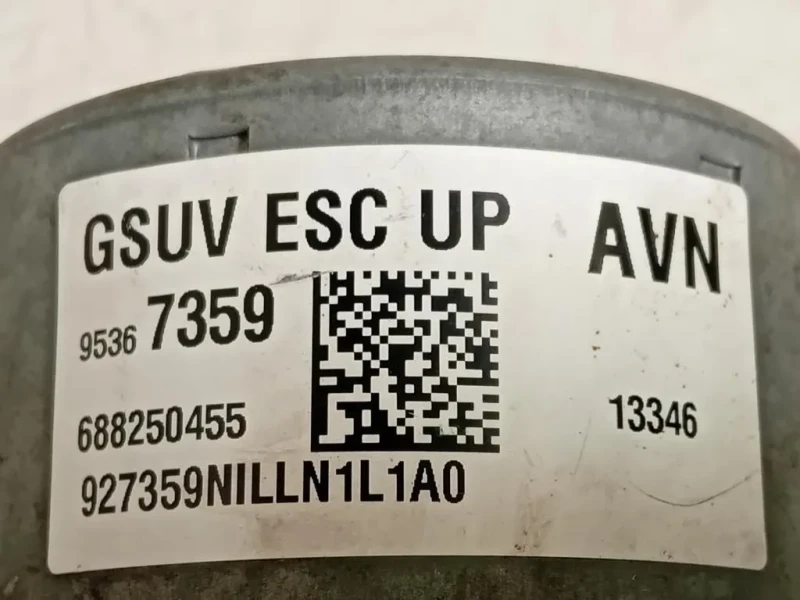 GSUV ESC UP AVN
9536 7359
688250455 13346
927359NILLN1L1A0